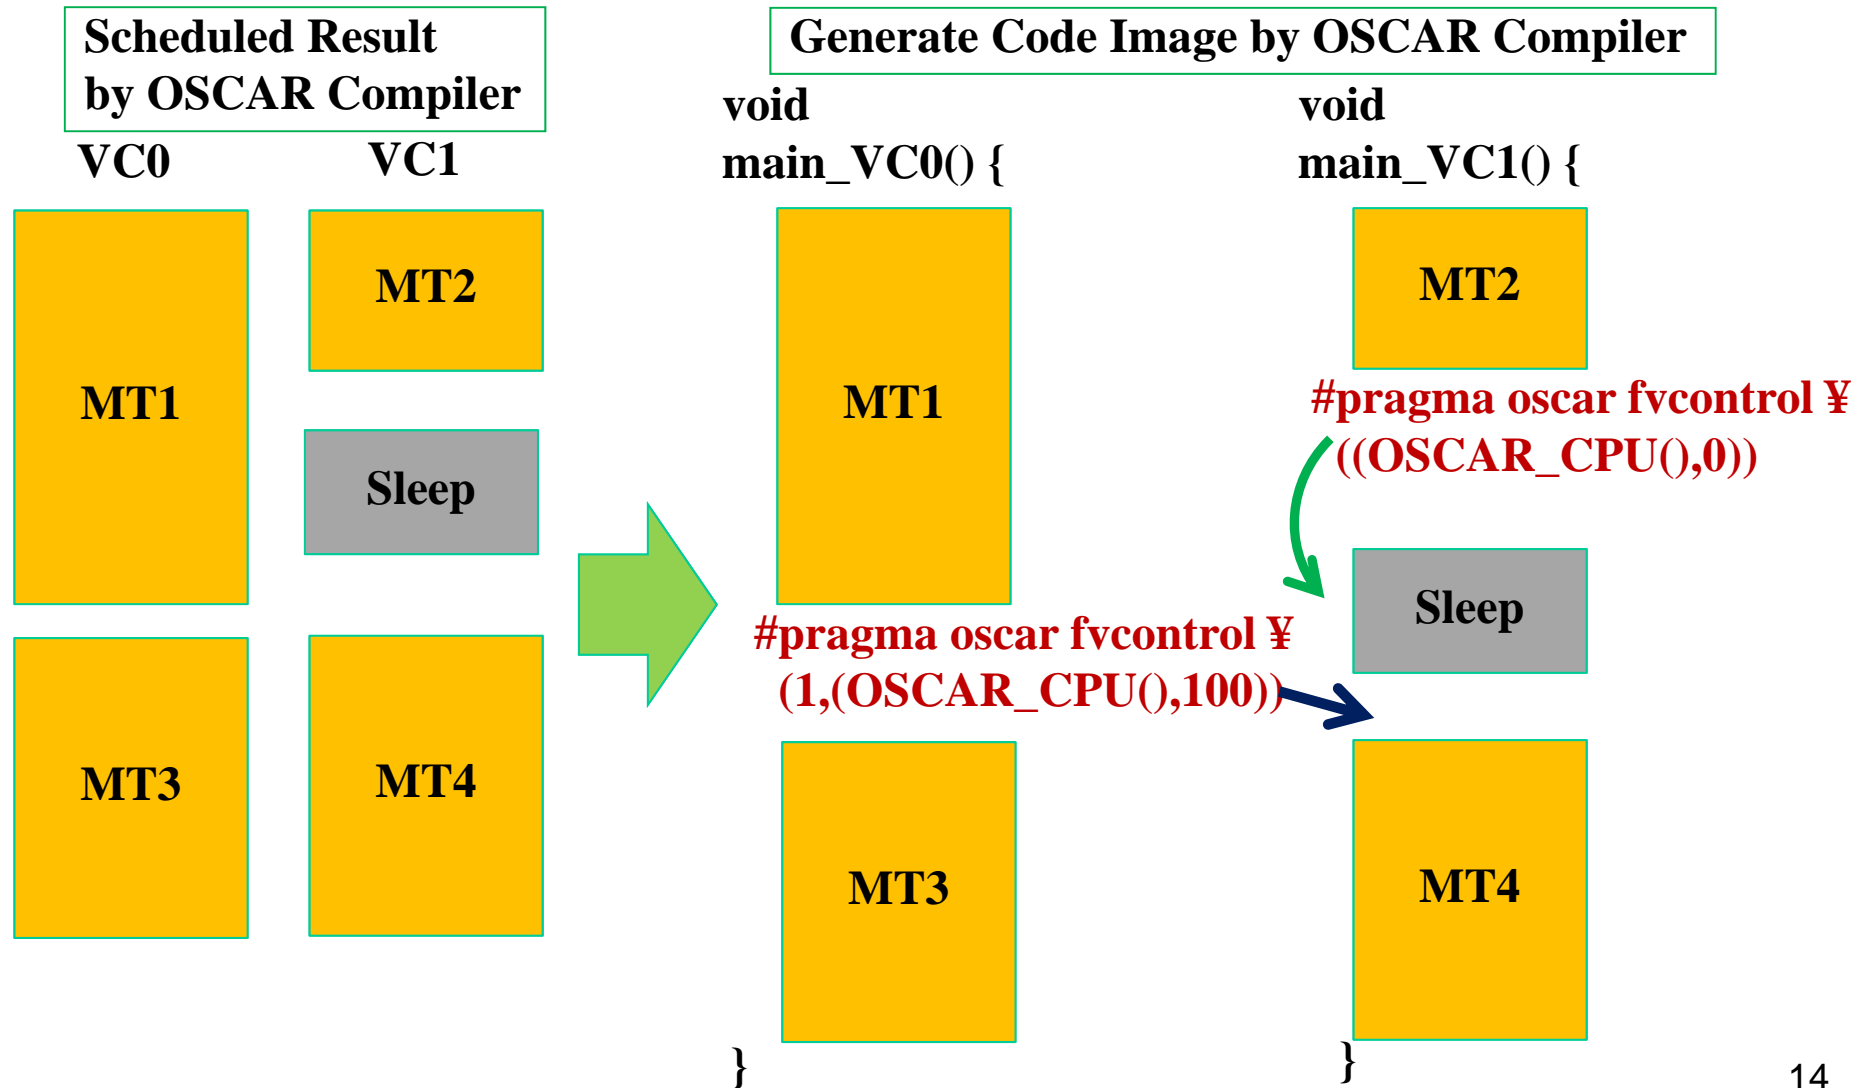 Scheduled Result
by OSCAR Compiler
VC0
VC1
MT1
MT2
Sleep
MT3
MT4
Generate Code Image by OSCAR Compiler
void
main_VC0() {
MT1
#pragma oscar fvcontrol ¥
(1,(OSCAR_CPU(),100))
MT3
}
void
main_VC1() {
MT2
#pragma oscar fvcontrol ¥
((OSCAR_CPU(),0))
Sleep
MT4
}
14